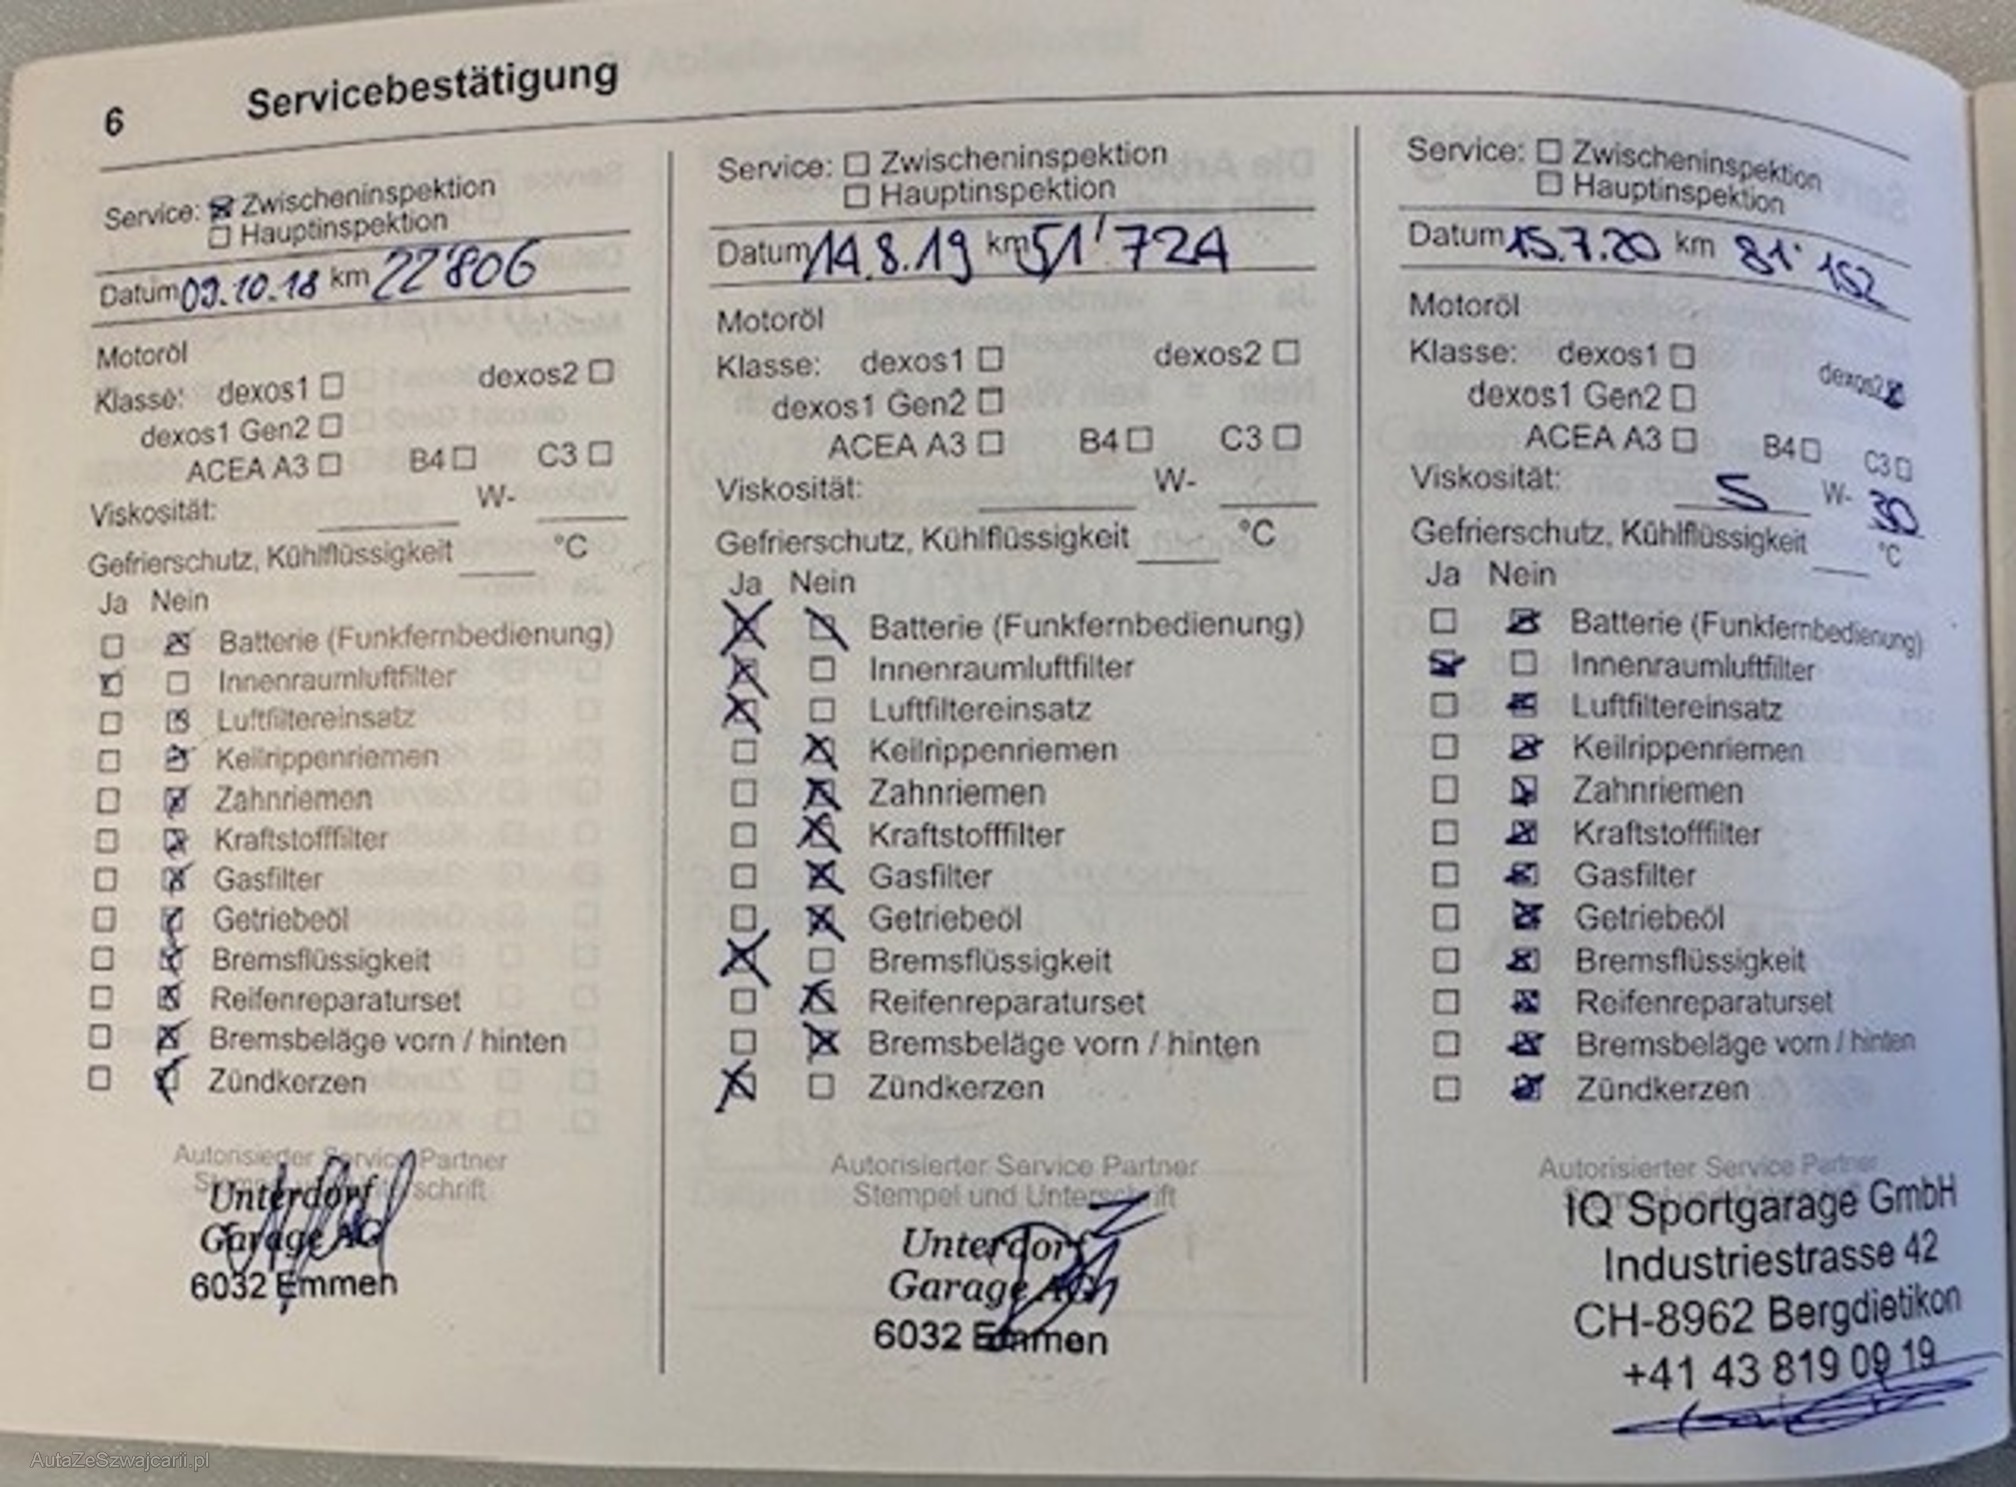 6 Servicebestätigung
Service: Zwischeninspektion
Hauptinspektion
Datum 09.10.18 km 22'806
Motoröl
Klasse: dexos1 dexos2
dexos1 Gen2
ACEA A3 B4 C3
Viskosität: W-
Gefrierschutz, Kühlflüssigkeit °C
Ja Nein
Batterie (Funkfernbedienung)
Innenraumluftfilter
Luftfiltereinsatz
Keilrippenriemen
Zahnriemen
Kraftstofffilter
Gasfilter
Getriebeöl
Bremsflüssigkeit
Reifenreparaturset
Bremsbeläge vorn / hinten
Zündkerzen
Autorisierter Service Partner
Stempel und Unterschrift
Unterdorf
Garage AG
6032 Emmen
Service: Zwischeninspektion
Hauptinspektion
Datum 14.8.19 km 51'724
Motoröl
Klasse: dexos1 dexos2
dexos1 Gen2
ACEA A3 B4 C3
Viskosität: W-
Gefrierschutz, Kühlflüssigkeit °C
Ja Nein
Batterie (Funkfernbedienung)
Innenraumluftfilter
Luftfiltereinsatz
Keilrippenriemen
Zahnriemen
Kraftstofffilter
Gasfilter
Getriebeöl
Bremsflüssigkeit
Reifenreparaturset
Bremsbeläge vorn / hinten
Zündkerzen
Autorisierter Service Partner
Stempel und Unterschrift
Unterdorf
Garage AG
6032 Emmen
Service: Zwischeninspektion
Hauptinspektion
Datum 15.7.20 km 81'152
Motoröl
Klasse: dexos1 dexos2
dexos1 Gen2
ACEA A3 B4 C3
Viskosität: 5 W-30
Gefrierschutz, Kühlflüssigkeit °C
Ja Nein
Batterie (Funkfernbedienung)
Innenraumluftfilter
Luftfiltereinsatz
Keilrippenriemen
Zahnriemen
Kraftstofffilter
Gasfilter
Getriebeöl
Bremsflüssigkeit
Reifenreparaturset
Bremsbeläge vorn / hinten
Zündkerzen
Autorisierter Service Partner
IQ Sportgarage GmbH
Industriestrasse 42
CH-8962 Bergdietikon
+41 43 819 09 19
AutaZeSzwajcarii.pl